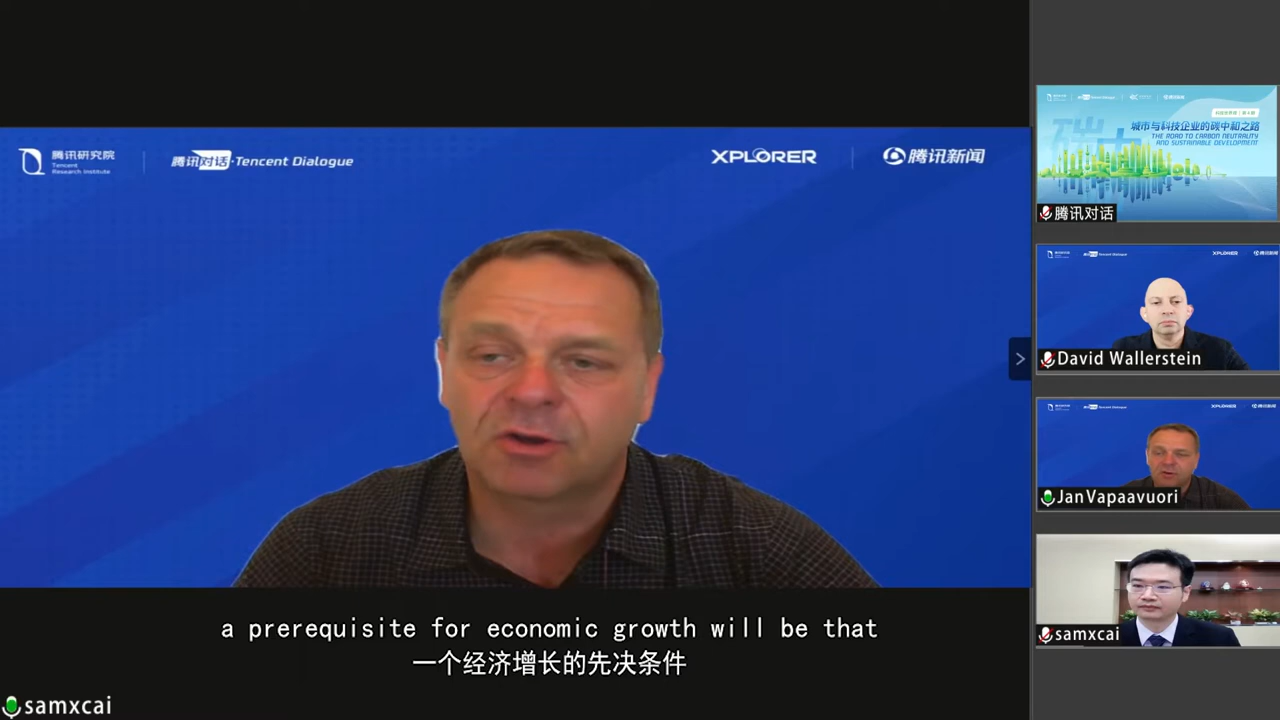 腾讯研究院
Tencent
Research Institute
腾讯对话·Tencent Dialogue
XPLORER
腾讯新闻
a prerequisite for economic growth will be that
一个经济增长的先决条件
samxcai
城市与科技企业的碳中和之路
THE ROAD TO CARBON NEUTRALITY
AND SUSTAINABLE DEVELOPMENT
腾讯对话
XPLORER
David Wallerstein
XPLORER
JanVapaavuori
samxcai